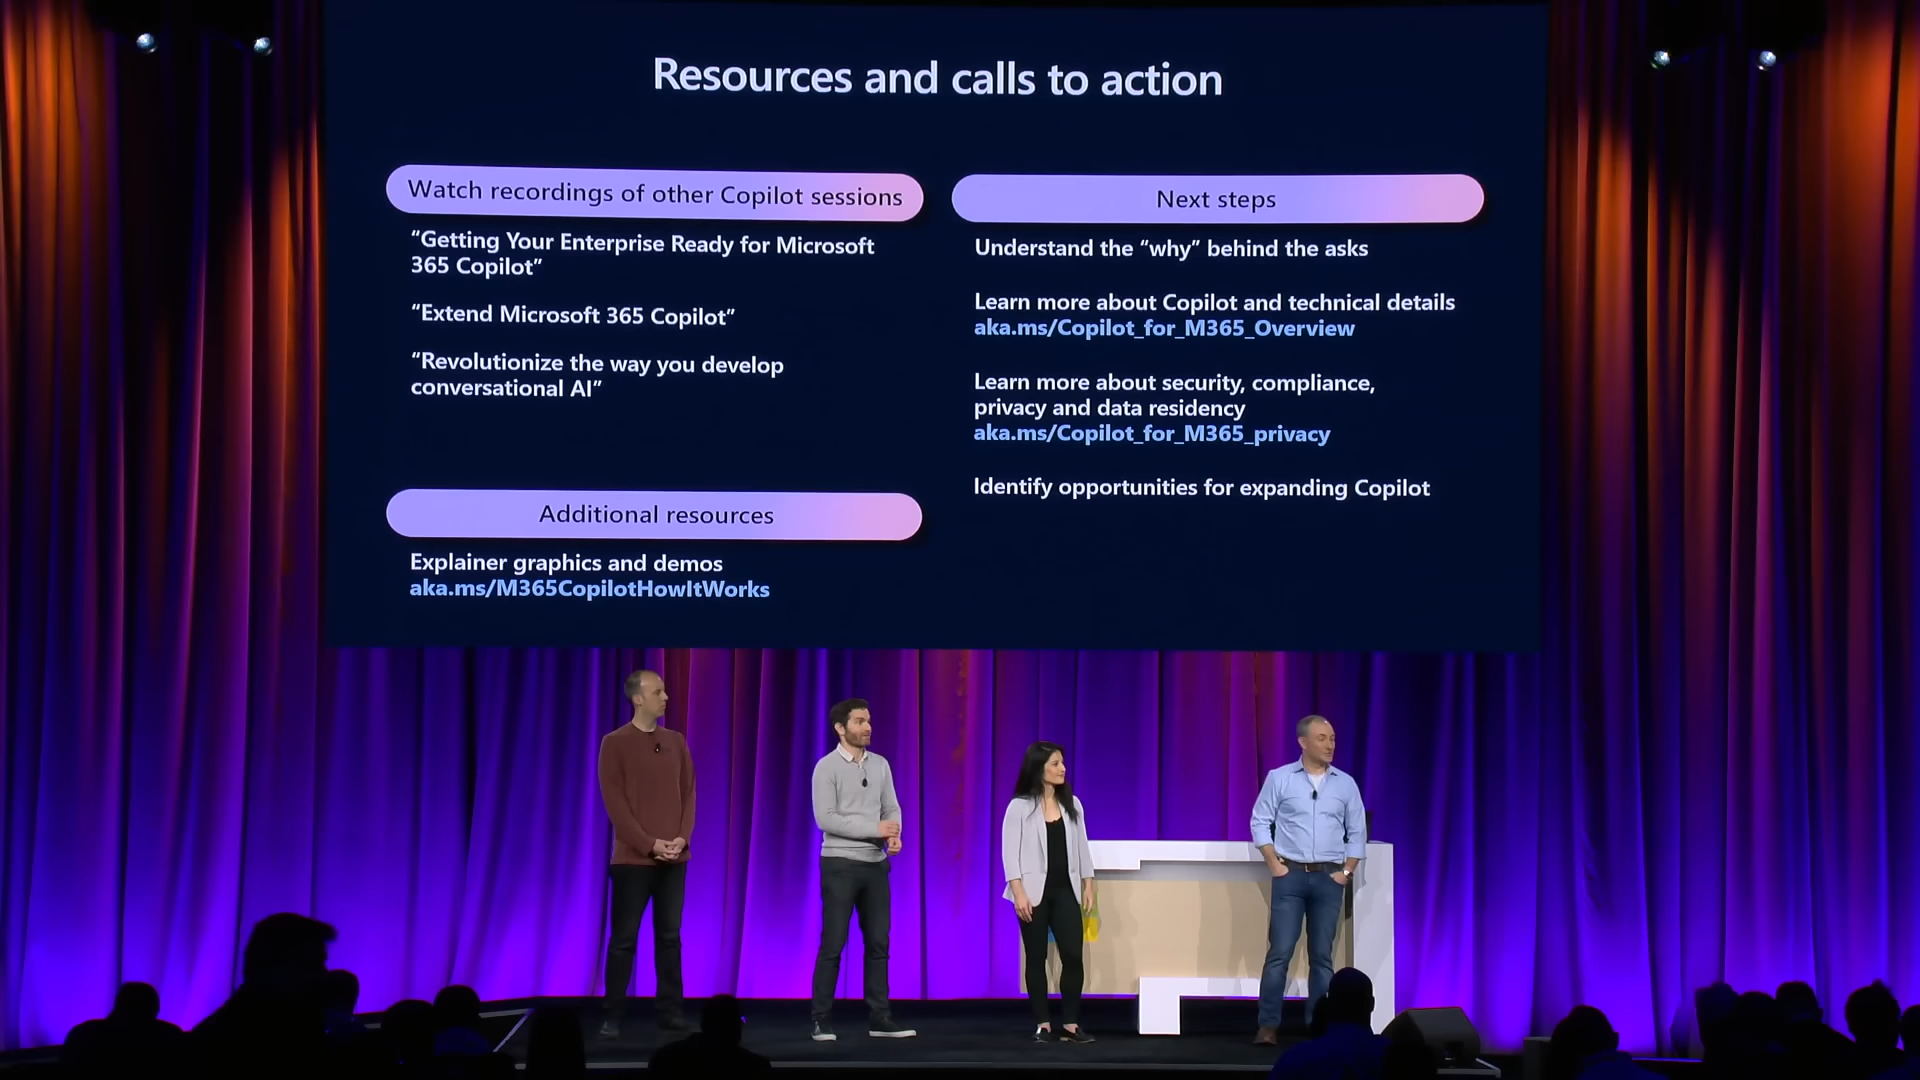 Resources and calls to action
Watch recordings of other Copilot sessions
“Getting Your Enterprise Ready for Microsoft
365 Copilot”
“Extend Microsoft 365 Copilot”
“Revolutionize the way you develop
conversational AI”
Additional resources
Explainer graphics and demos
aka.ms/M365CopilotHowItWorks
Next steps
Understand the “why” behind the asks
Learn more about Copilot and technical details
aka.ms/Copilot_for_M365_Overview
Learn more about security, compliance,
privacy and data residency
aka.ms/Copilot_for_M365_privacy
Identify opportunities for expanding Copilot